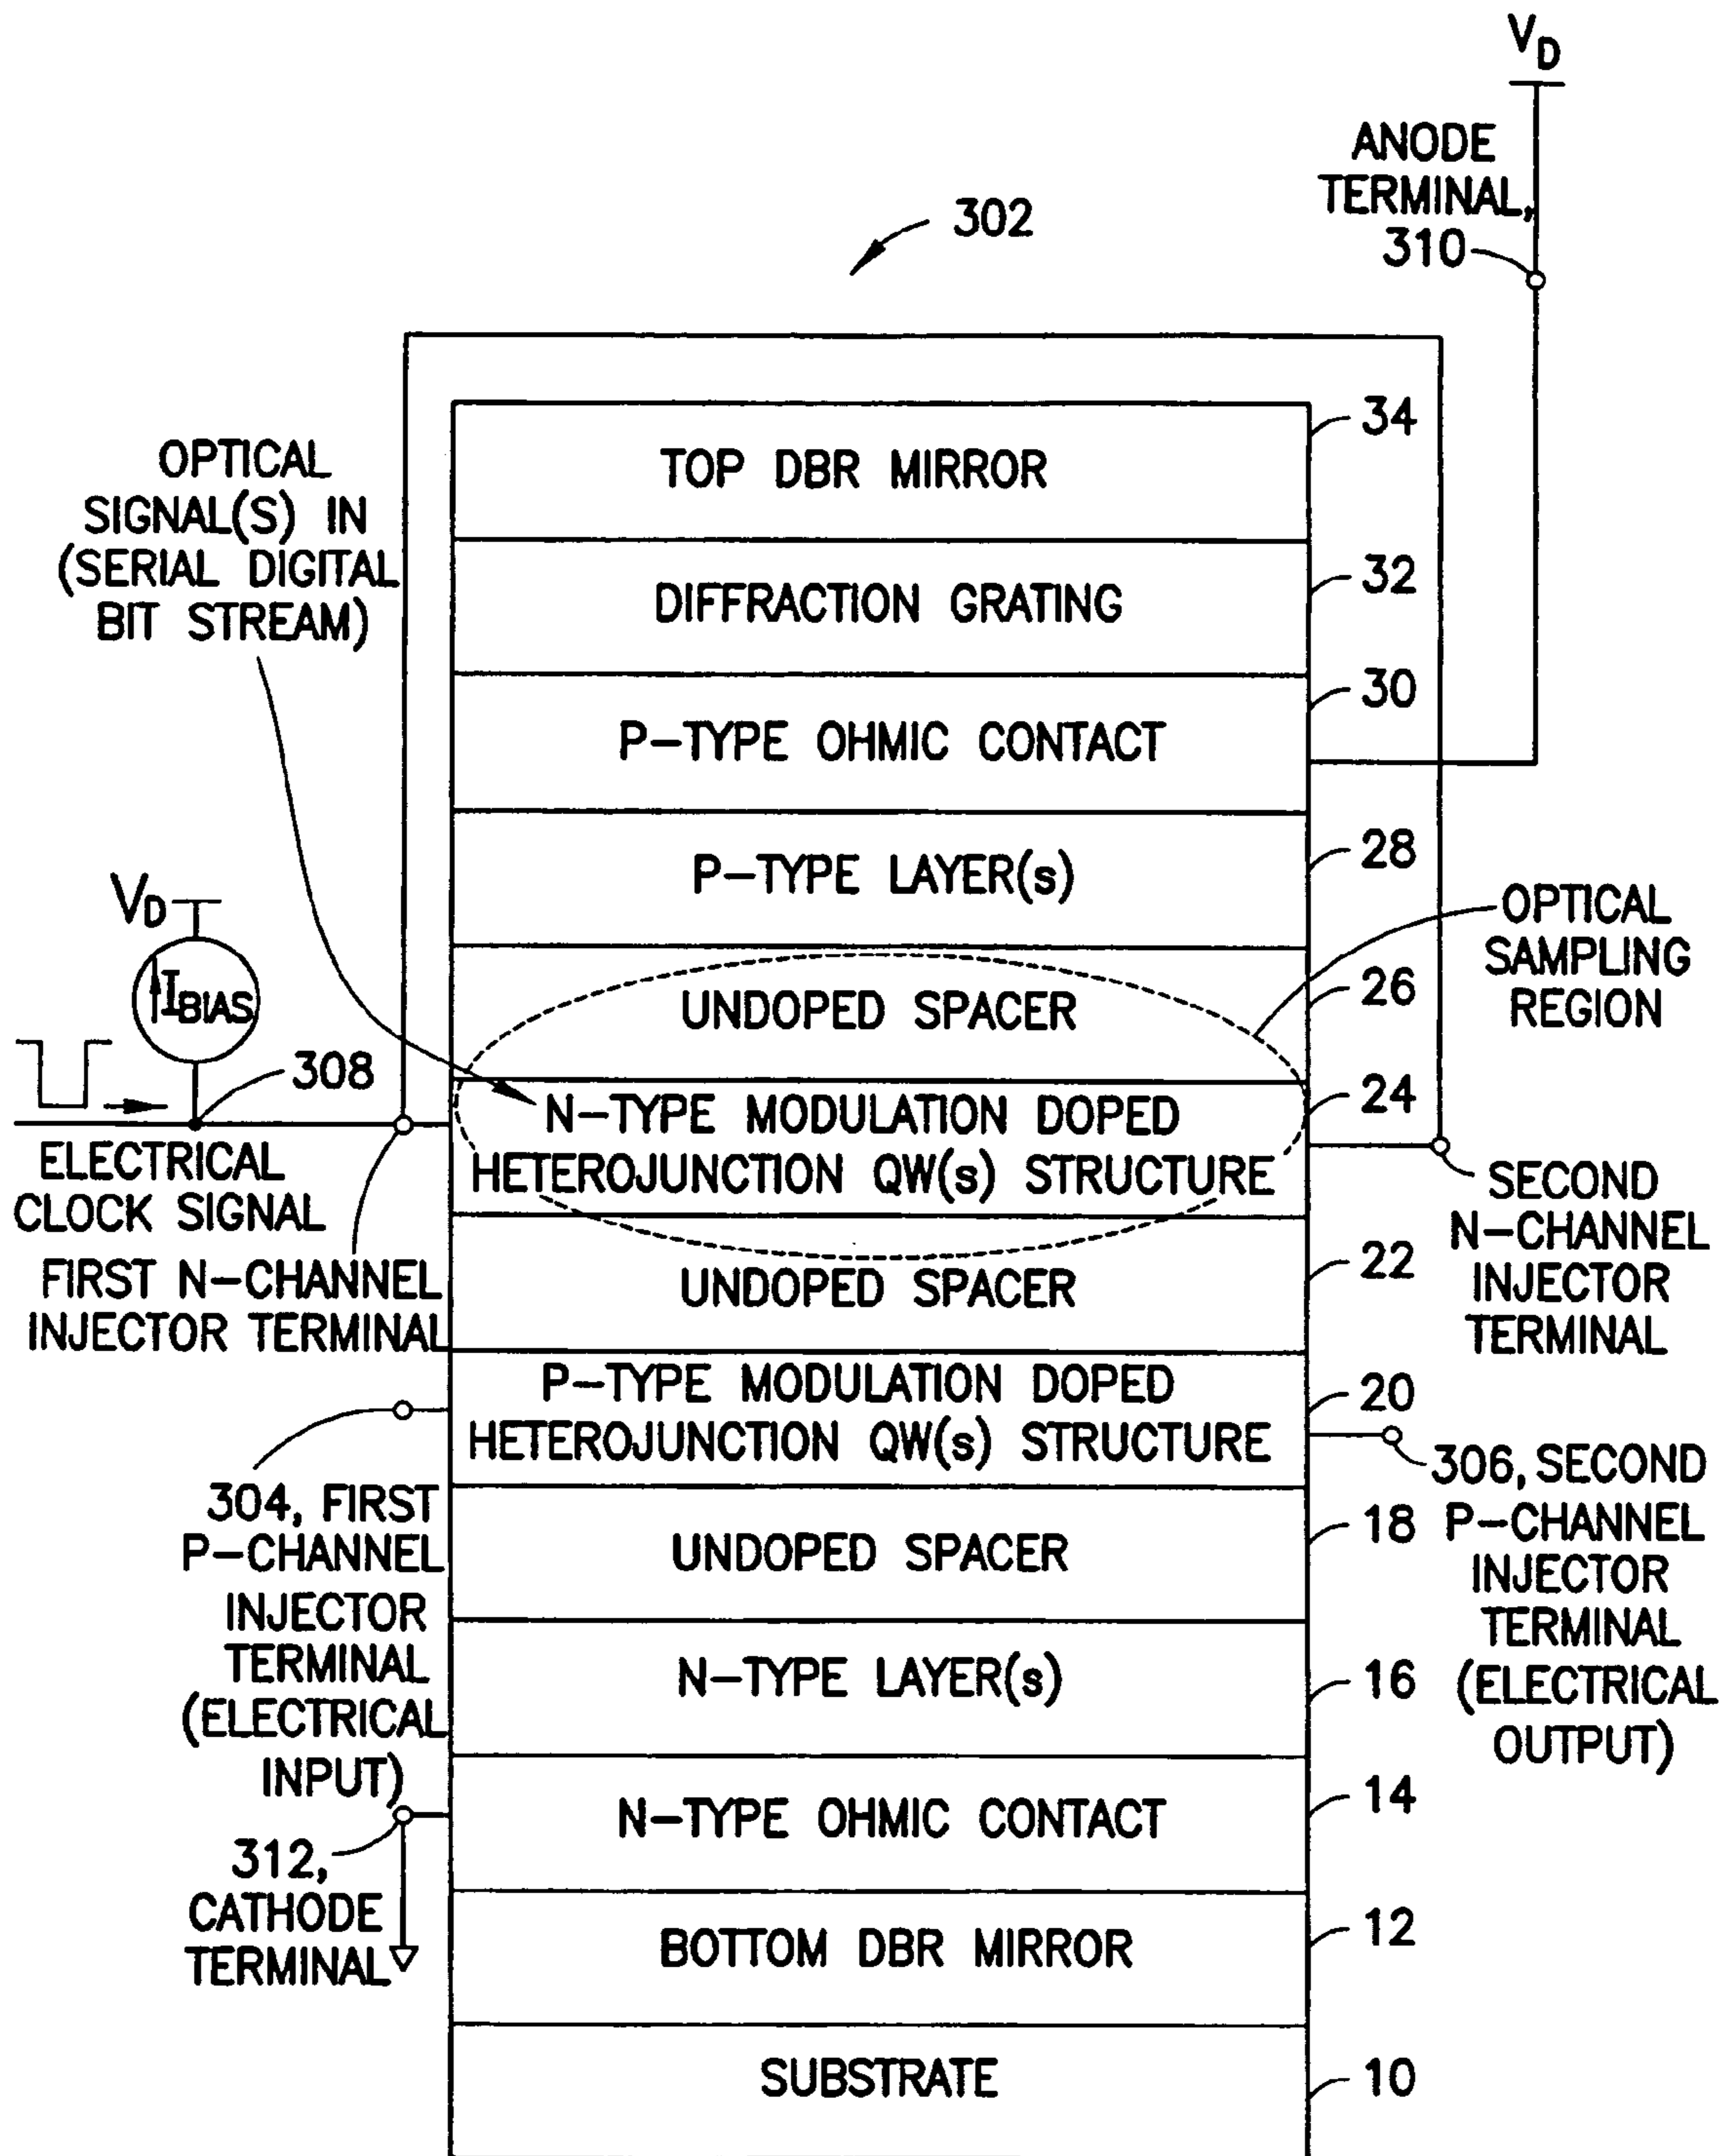 V_D
ANODE
TERMINAL,
310
302
34
TOP DBR MIRROR
OPTICAL
SIGNAL(S) IN
(SERIAL DIGITAL
BIT STREAM)
32
DIFFRACTION GRATING
30
P-TYPE OHMIC CONTACT
28
P-TYPE LAYER(s)
V_D
I_BIAS
308
OPTICAL
SAMPLING
REGION
26
UNDOPED SPACER
24
N-TYPE MODULATION DOPED
HETEROJUNCTION QW(s) STRUCTURE
ELECTRICAL
CLOCK SIGNAL
FIRST N-CHANNEL
INJECTOR TERMINAL
SECOND
N-CHANNEL
INJECTOR
TERMINAL
22
UNDOPED SPACER
20
P-TYPE MODULATION DOPED
HETEROJUNCTION QW(s) STRUCTURE
304, FIRST
P-CHANNEL
INJECTOR
TERMINAL
(ELECTRICAL
INPUT)
306, SECOND
P-CHANNEL
INJECTOR
TERMINAL
(ELECTRICAL
OUTPUT)
18
UNDOPED SPACER
16
N-TYPE LAYER(s)
14
N-TYPE OHMIC CONTACT
312,
CATHODE
TERMINAL
12
BOTTOM DBR MIRROR
10
SUBSTRATE